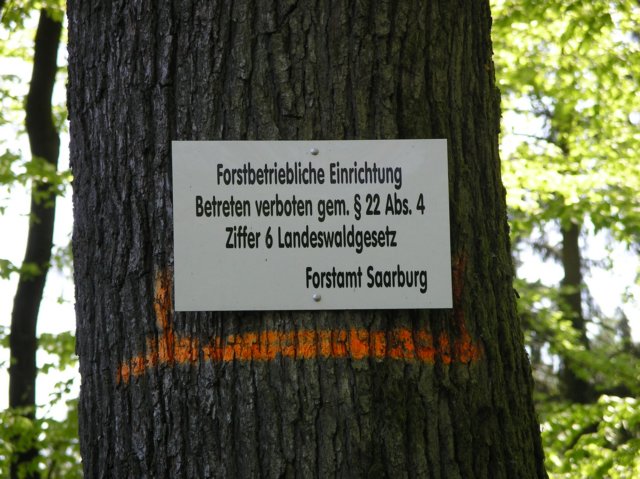 Forstbetriebliche Einrichtung
Betreten verboten gem. § 22 Abs. 4
Ziffer 6 Landeswaldgesetz
Forstamt Saarburg